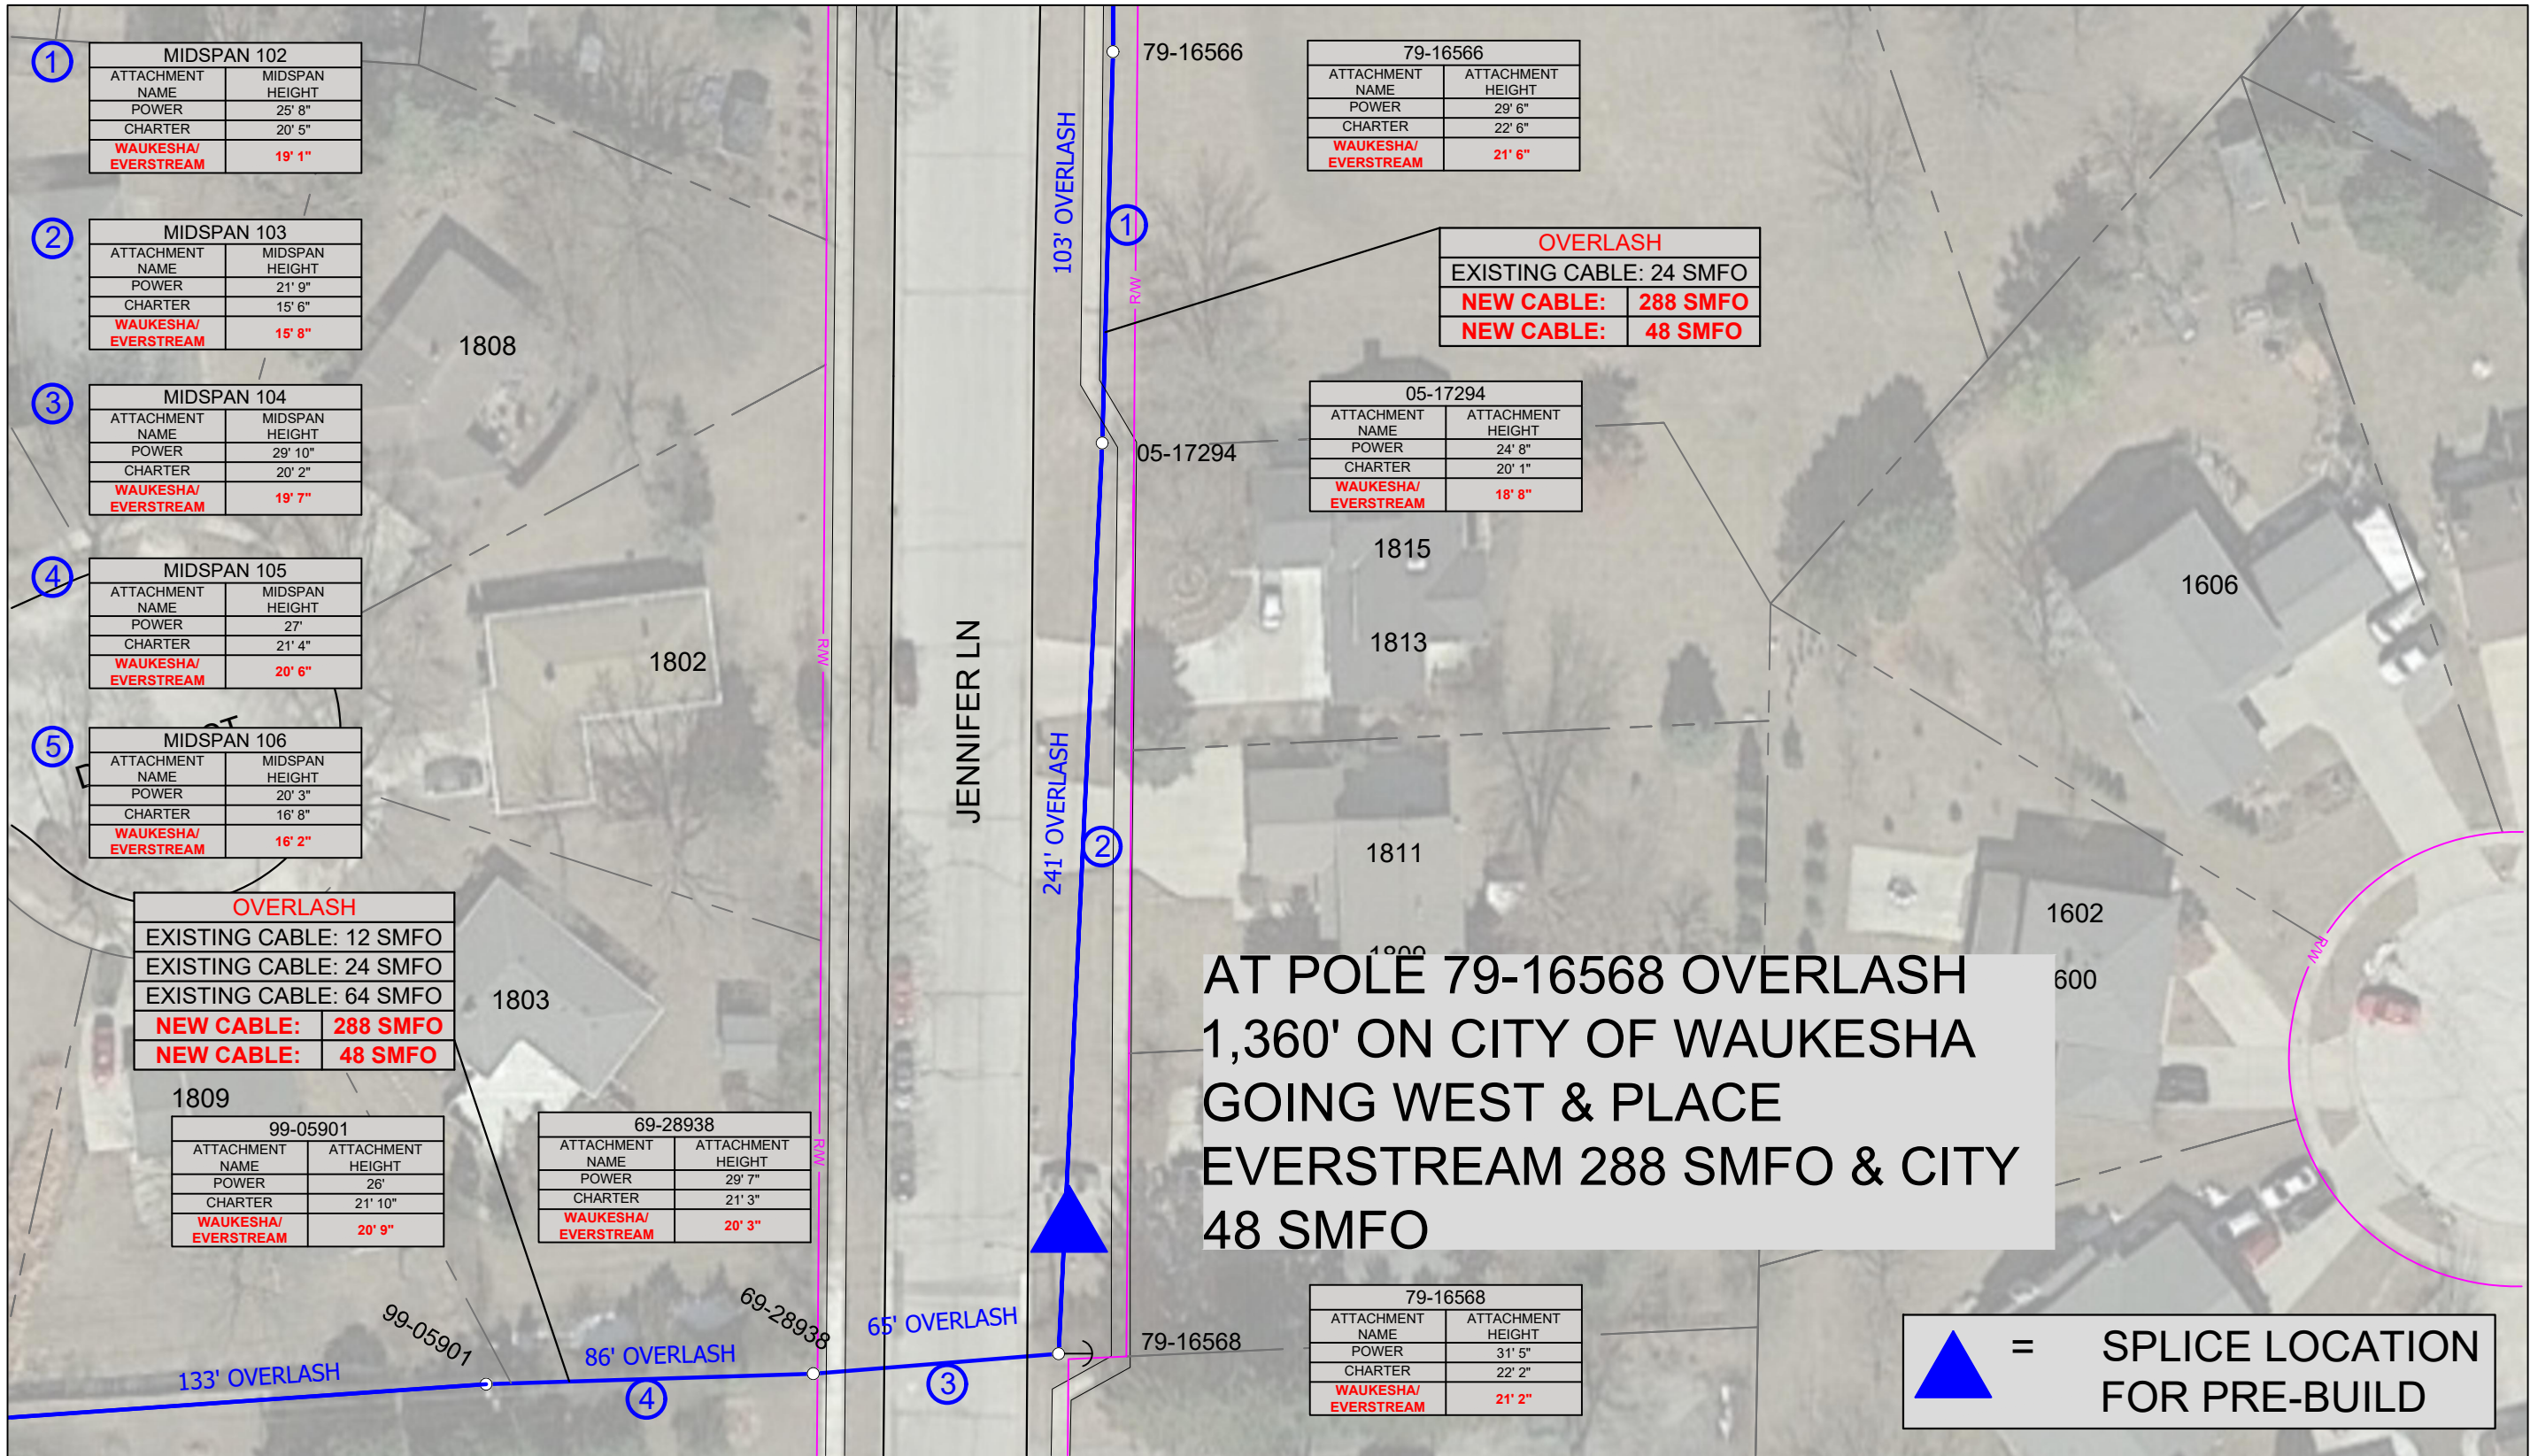 1
MIDSPAN 102
ATTACHMENT NAME MIDSPAN HEIGHT
POWER 25' 8"
CHARTER 20' 5"
WAUKESHA/ EVERSTREAM 19' 1"
2
MIDSPAN 103
ATTACHMENT NAME MIDSPAN HEIGHT
POWER 21' 9"
CHARTER 15' 6"
WAUKESHA/ EVERSTREAM 15' 8"
3
MIDSPAN 104
ATTACHMENT NAME MIDSPAN HEIGHT
POWER 29' 10"
CHARTER 20' 2"
WAUKESHA/ EVERSTREAM 19' 7"
4
MIDSPAN 105
ATTACHMENT NAME MIDSPAN HEIGHT
POWER 27'
CHARTER 21' 4"
WAUKESHA/ EVERSTREAM 20' 6"
5
MIDSPAN 106
ATTACHMENT NAME MIDSPAN HEIGHT
POWER 20' 3"
CHARTER 16' 8"
WAUKESHA/ EVERSTREAM 16' 2"
OVERLASH
EXISTING CABLE: 12 SMFO
EXISTING CABLE: 24 SMFO
EXISTING CABLE: 64 SMFO
NEW CABLE: 288 SMFO
NEW CABLE: 48 SMFO
1809
99-05901
ATTACHMENT NAME ATTACHMENT HEIGHT
POWER 26'
CHARTER 21' 10"
WAUKESHA/ EVERSTREAM 20' 9"
69-28938
ATTACHMENT NAME ATTACHMENT HEIGHT
POWER 29' 7"
CHARTER 21' 3"
WAUKESHA/ EVERSTREAM 20' 3"
1808
1802
1803
R/W
R/W
JENNIFER LN
103' OVERLASH
1
R/W
241' OVERLASH
2
79-16566
05-17294
79-16568
99-05901
69-28938
133' OVERLASH
86' OVERLASH
4
65' OVERLASH
3
79-16566
ATTACHMENT NAME ATTACHMENT HEIGHT
POWER 29' 6"
CHARTER 22' 6"
WAUKESHA/ EVERSTREAM 21' 6"
OVERLASH
EXISTING CABLE: 24 SMFO
NEW CABLE: 288 SMFO
NEW CABLE: 48 SMFO
05-17294
ATTACHMENT NAME ATTACHMENT HEIGHT
POWER 24' 8"
CHARTER 20' 1"
WAUKESHA/ EVERSTREAM 18' 8"
1815
1813
1811
1606
1602
600
R/W
AT POLE 79-16568 OVERLASH
1,360' ON CITY OF WAUKESHA
GOING WEST & PLACE
EVERSTREAM 288 SMFO & CITY
48 SMFO
79-16568
ATTACHMENT NAME ATTACHMENT HEIGHT
POWER 31' 5"
CHARTER 22' 2"
WAUKESHA/ EVERSTREAM 21' 2"
= SPLICE LOCATION
FOR PRE-BUILD